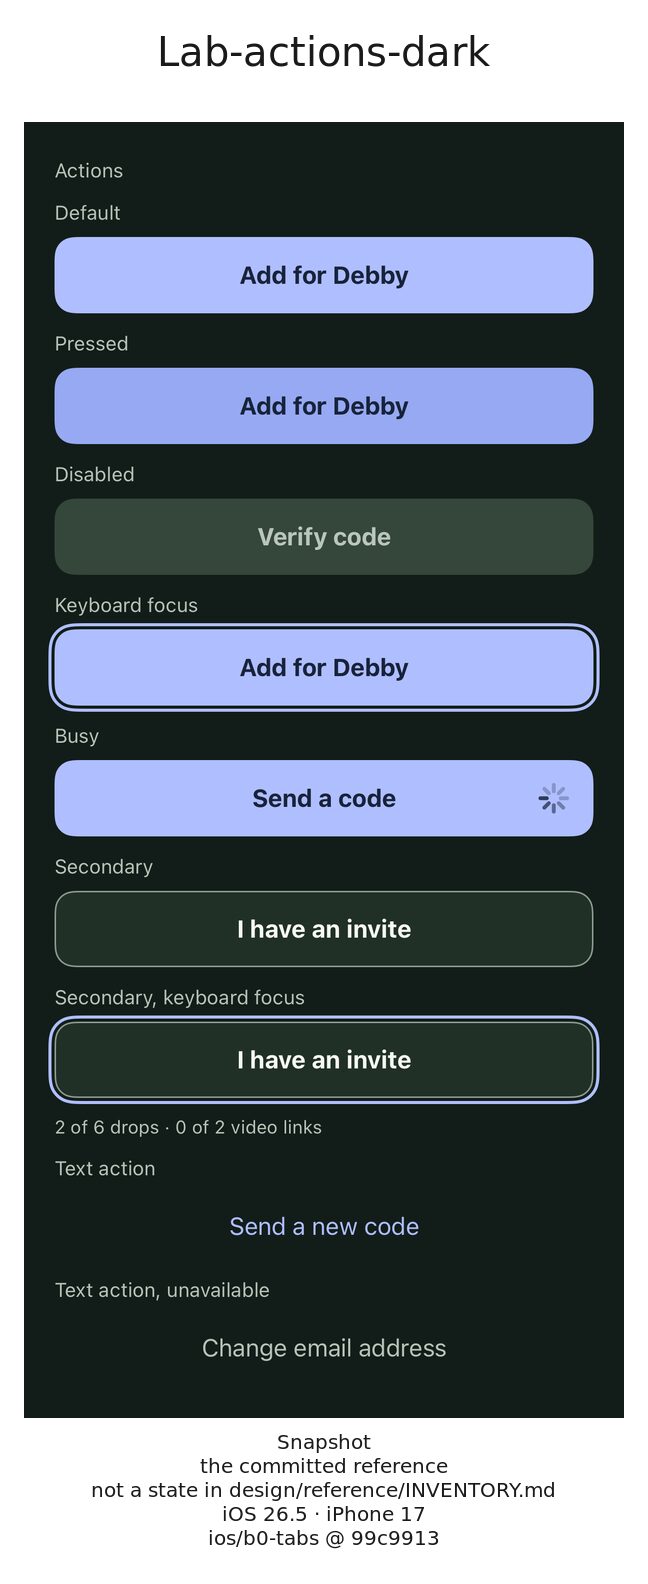 Lab-actions-dark
Actions
Default
Add for Debby
Pressed
Add for Debby
Disabled
Verify code
Keyboard focus
Add for Debby
Busy
Send a code
Secondary
I have an invite
Secondary, keyboard focus
I have an invite
2 of 6 drops · 0 of 2 video links
Text action
Send a new code
Text action, unavailable
Change email address
Snapshot
the committed reference
not a state in design/reference/INVENTORY.md
iOS 26.5 · iPhone 17
ios/b0-tabs @ 99c9913